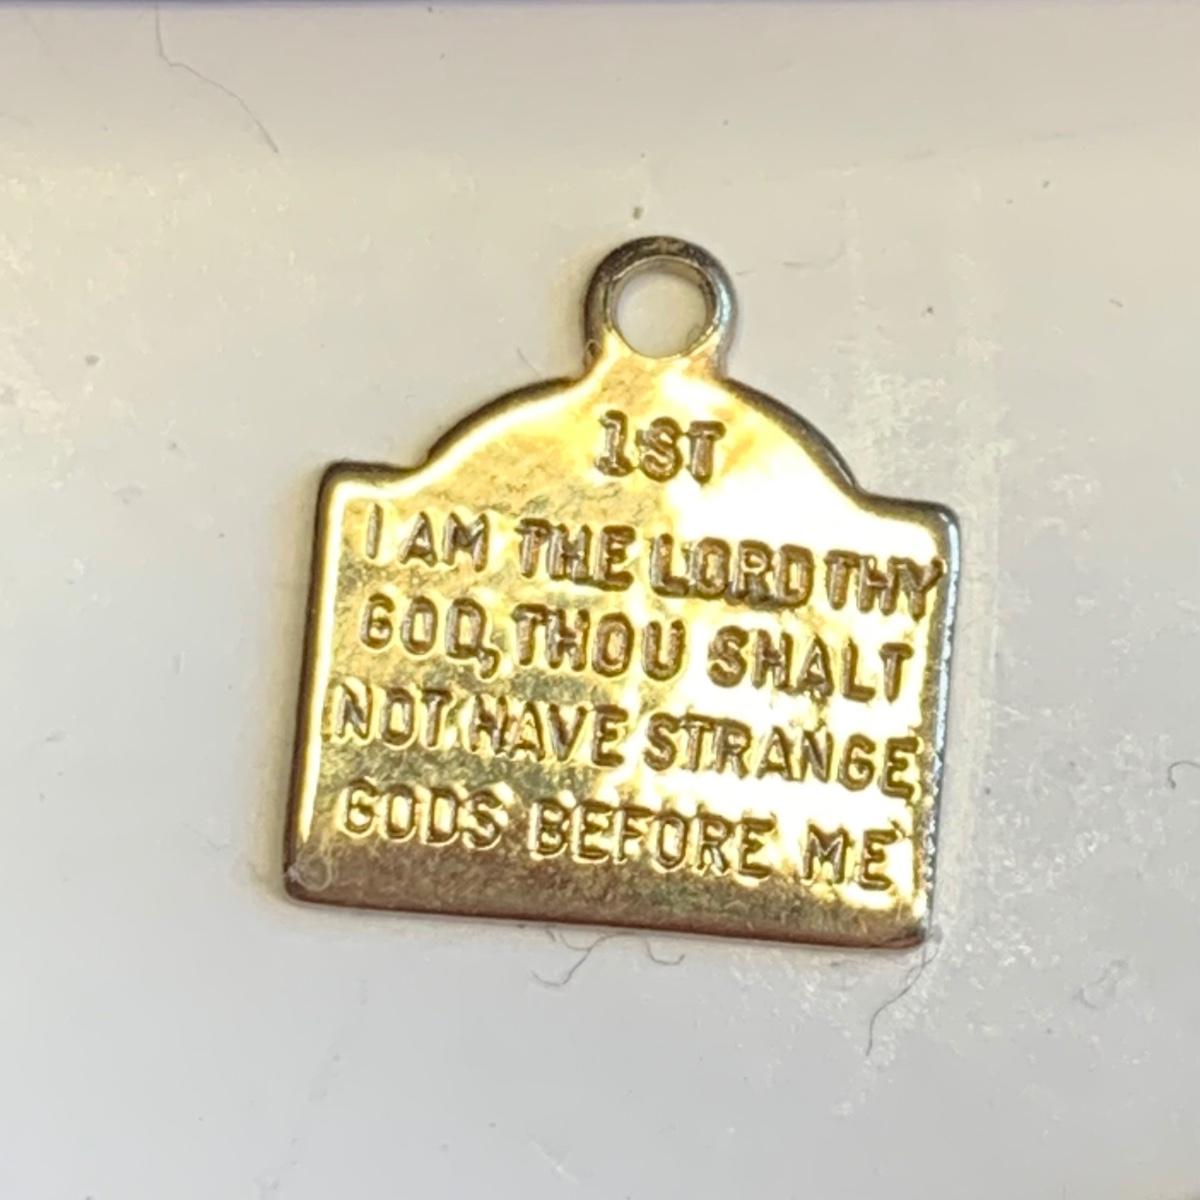 1ST
I AM THE LORD THY
GOD, THOU SHALT
NOT HAVE STRANGE
GODS BEFORE ME